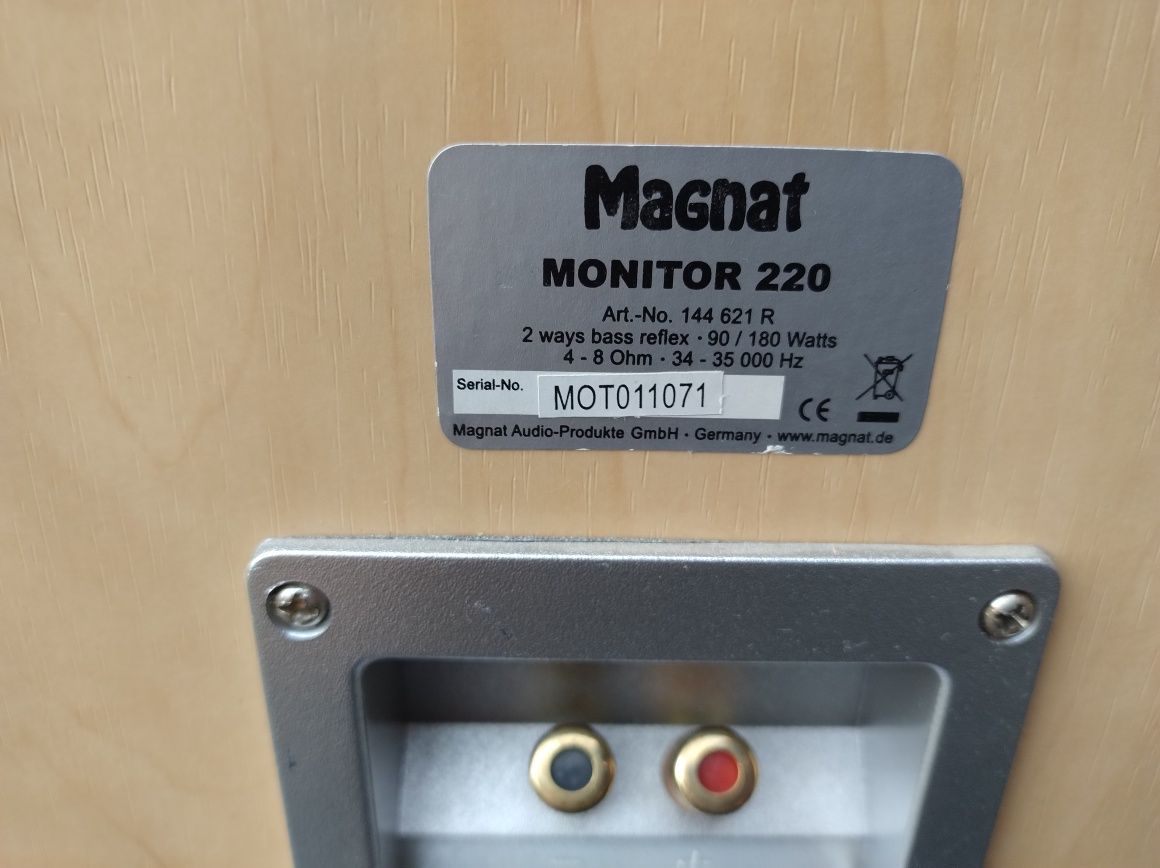 Magnat
MONITOR 220
Art.-No. 144 621 R
2 ways bass reflex · 90 / 180 Watts
4 - 8 Ohm · 34 - 35 000 Hz
Serial-No. MOT011071
CE
Magnat Audio-Produkte GmbH · Germany · www.magnat.de